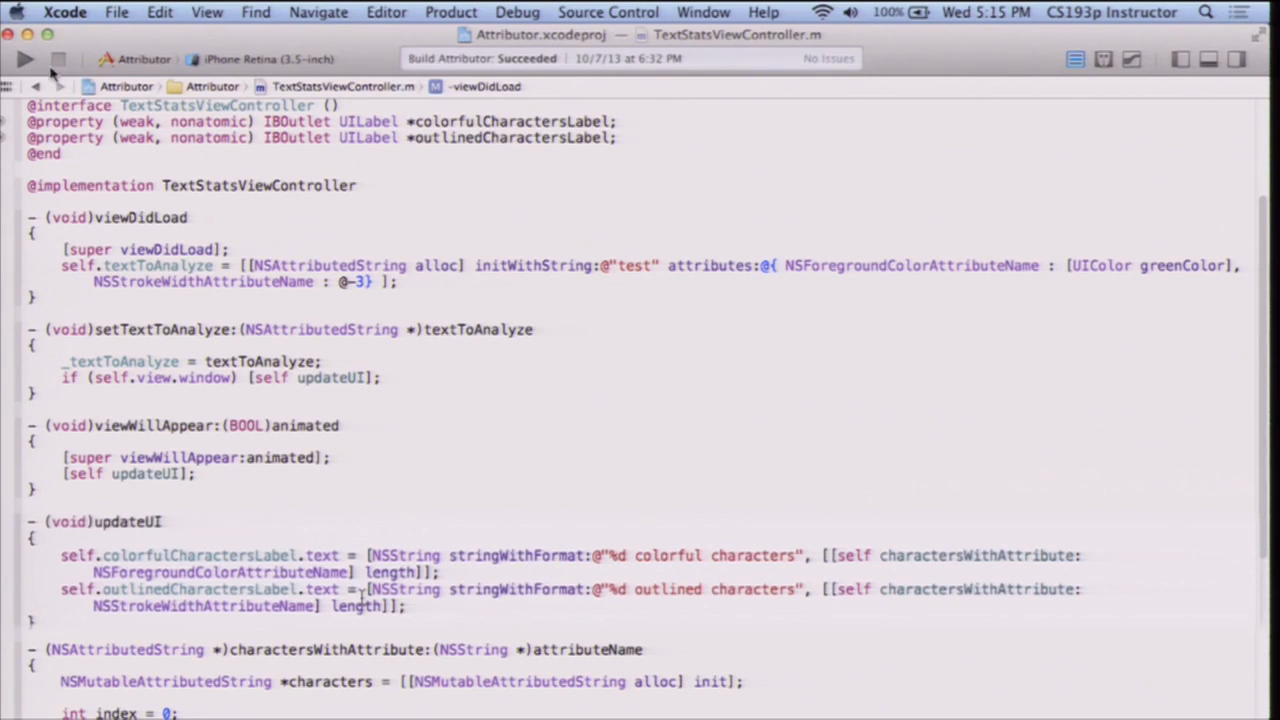 Xcode File Edit View Find Navigate Editor Product Debug Source Control Window Help 100% Wed 5:15 PM CS193p Instructor
Attributor.xcodeproj — TextStatsViewController.m
Attributor iPhone Retina (3.5-inch) Build Attributor: Succeeded 10/7/13 at 6:32 PM No Issues
Attributor Attributor TextStatsViewController.m M -viewDidLoad
@interface TextStatsViewController ()
@property (weak, nonatomic) IBOutlet UILabel *colorfulCharactersLabel;
@property (weak, nonatomic) IBOutlet UILabel *outlinedCharactersLabel;
@end
@implementation TextStatsViewController
- (void)viewDidLoad
{
[super viewDidLoad];
self.textToAnalyze = [[NSAttributedString alloc] initWithString:@"test" attributes:@{ NSForegroundColorAttributeName : [UIColor greenColor],
NSStrokeWidthAttributeName : @-3} ];
}
- (void)setTextToAnalyze:(NSAttributedString *)textToAnalyze
{
_textToAnalyze = textToAnalyze;
if (self.view.window) [self updateUI];
}
- (void)viewWillAppear:(BOOL)animated
{
[super viewWillAppear:animated];
[self updateUI];
}
- (void)updateUI
{
self.colorfulCharactersLabel.text = [NSString stringWithFormat:@"%d colorful characters", [[self charactersWithAttribute:
NSForegroundColorAttributeName] length]];
self.outlinedCharactersLabel.text = [NSString stringWithFormat:@"%d outlined characters", [[self charactersWithAttribute:
NSStrokeWidthAttributeName] length]];
}
- (NSAttributedString *)charactersWithAttribute:(NSString *)attributeName
{
NSMutableAttributedString *characters = [[NSMutableAttributedString alloc] init];
int index = 0;